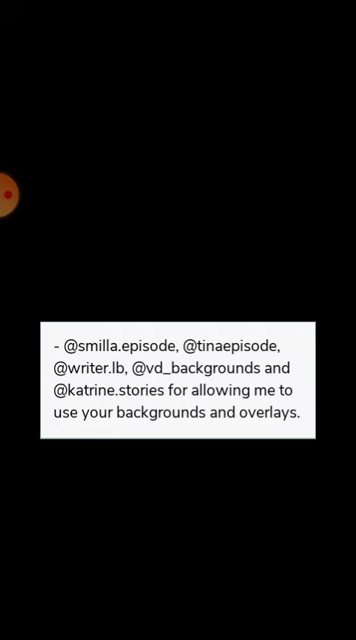 - @smilla.episode, @tinaepisode,
@writer.lb, @vd_backgrounds and
@katrine.stories for allowing me to
use your backgrounds and overlays.